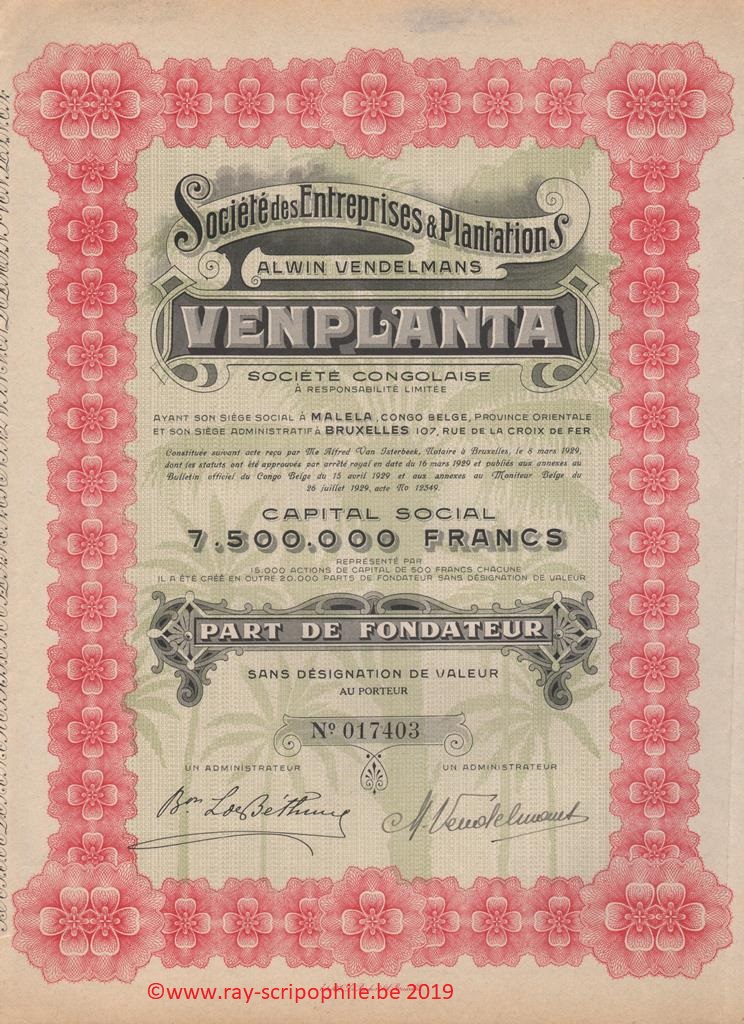 Société des Entreprises & Plantations
ALWIN VENDELMANS
VENPLANTA
SOCIÉTÉ CONGOLAISE
À RESPONSABILITÉ LIMITÉE
AYANT SON SIÈGE SOCIAL À MALELA, CONGO BELGE, PROVINCE ORIENTALE
ET SON SIÈGE ADMINISTRATIF À BRUXELLES 107, RUE DE LA CROIX DE FER
Constituée suivant acte reçu par Me Alfred Van Isterbeek, Notaire à Bruxelles, le 8 mars 1929,
dont les statuts ont été approuvés par arrêté royal en date du 16 mars 1929 et publiés aux annexes au
Bulletin officiel du Congo Belge du 15 avril 1929 et aux annexes au Moniteur Belge du
26 juillet 1929, acte No 12349.
CAPITAL SOCIAL
7.500.000 FRANCS
REPRÉSENTÉ PAR
15.000 ACTIONS DE CAPITAL DE 500 FRANCS CHACUNE
IL A ÉTÉ CRÉÉ EN OUTRE 20.000 PARTS DE FONDATEUR SANS DÉSIGNATION DE VALEUR
PART DE FONDATEUR
SANS DÉSIGNATION DE VALEUR
AU PORTEUR
Nº 017403
UN ADMINISTRATEUR UN ADMINISTRATEUR
Bon Loe Béthune Vendelmans
©www.ray-scripophile.be 2019